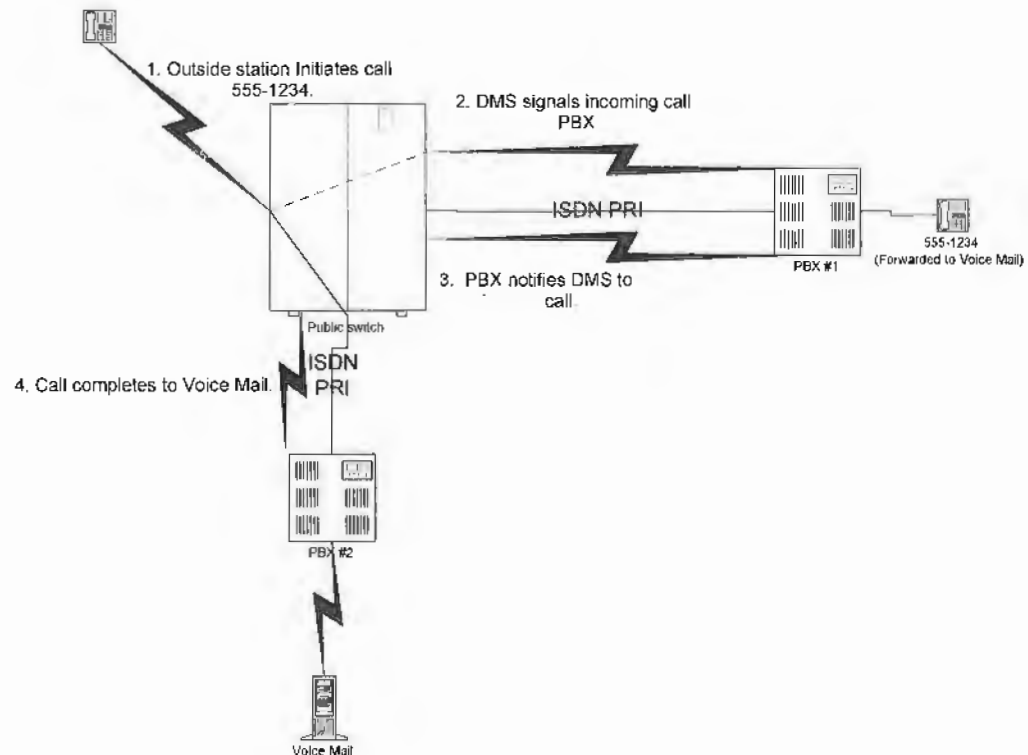 1. Outside station Initiates call
555-1234.
2. DMS signals incoming call
PBX
ISDN PRI
555-1234
(Forwarded to Voice Mail)
PBX #1
3. PBX notifies DMS to
call.
Public switch
ISDN
PRI
4. Call completes to Voice Mail.
PBX #2
Voice Mail